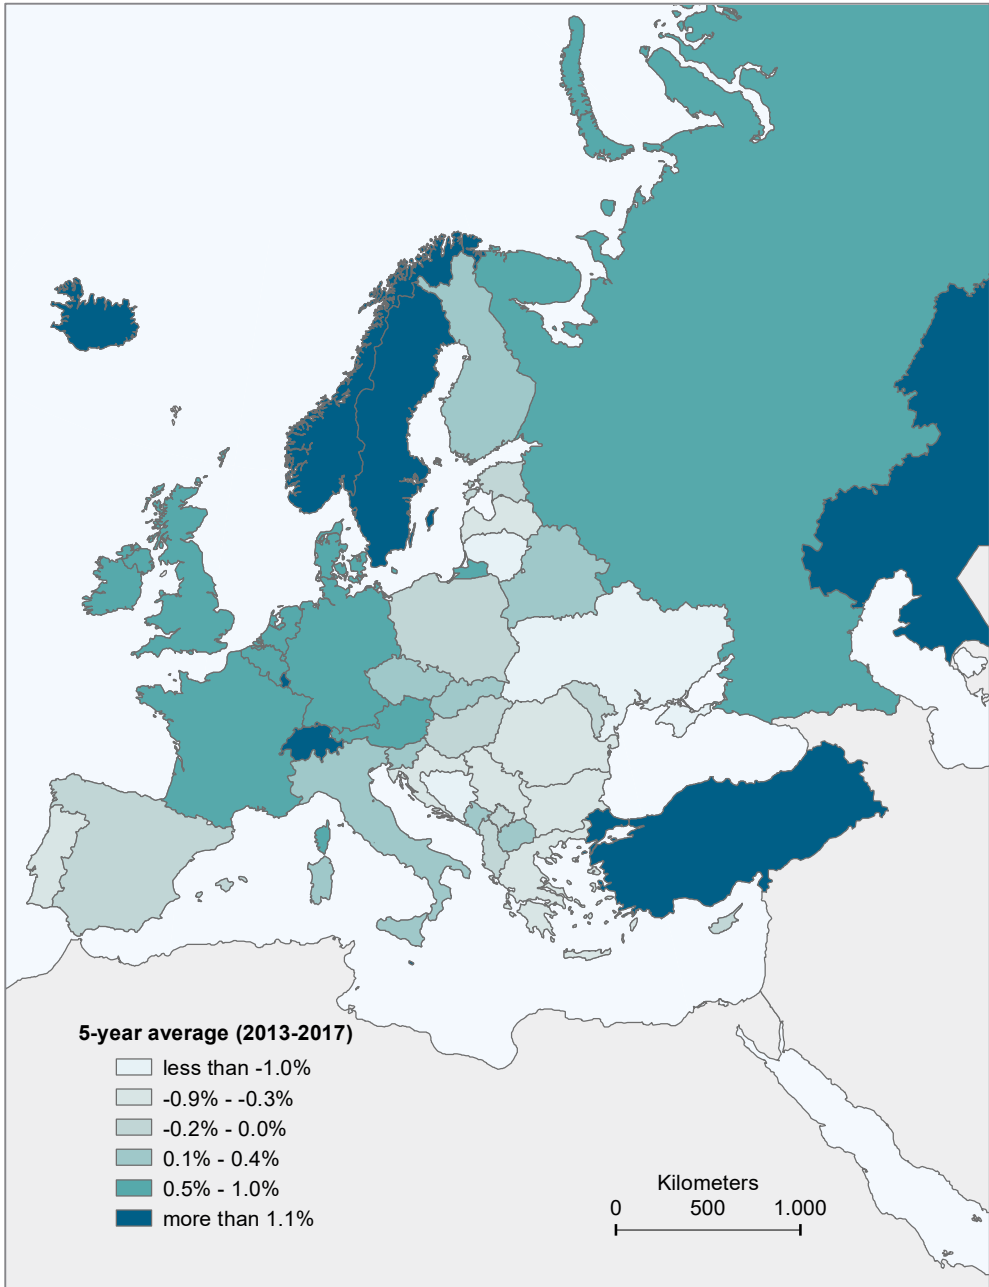 5-year average (2013-2017)
less than -1.0%
-0.9% - -0.3%
-0.2% - 0.0%
0.1% - 0.4%
0.5% - 1.0%
more than 1.1%
Kilometers
0 500 1.000